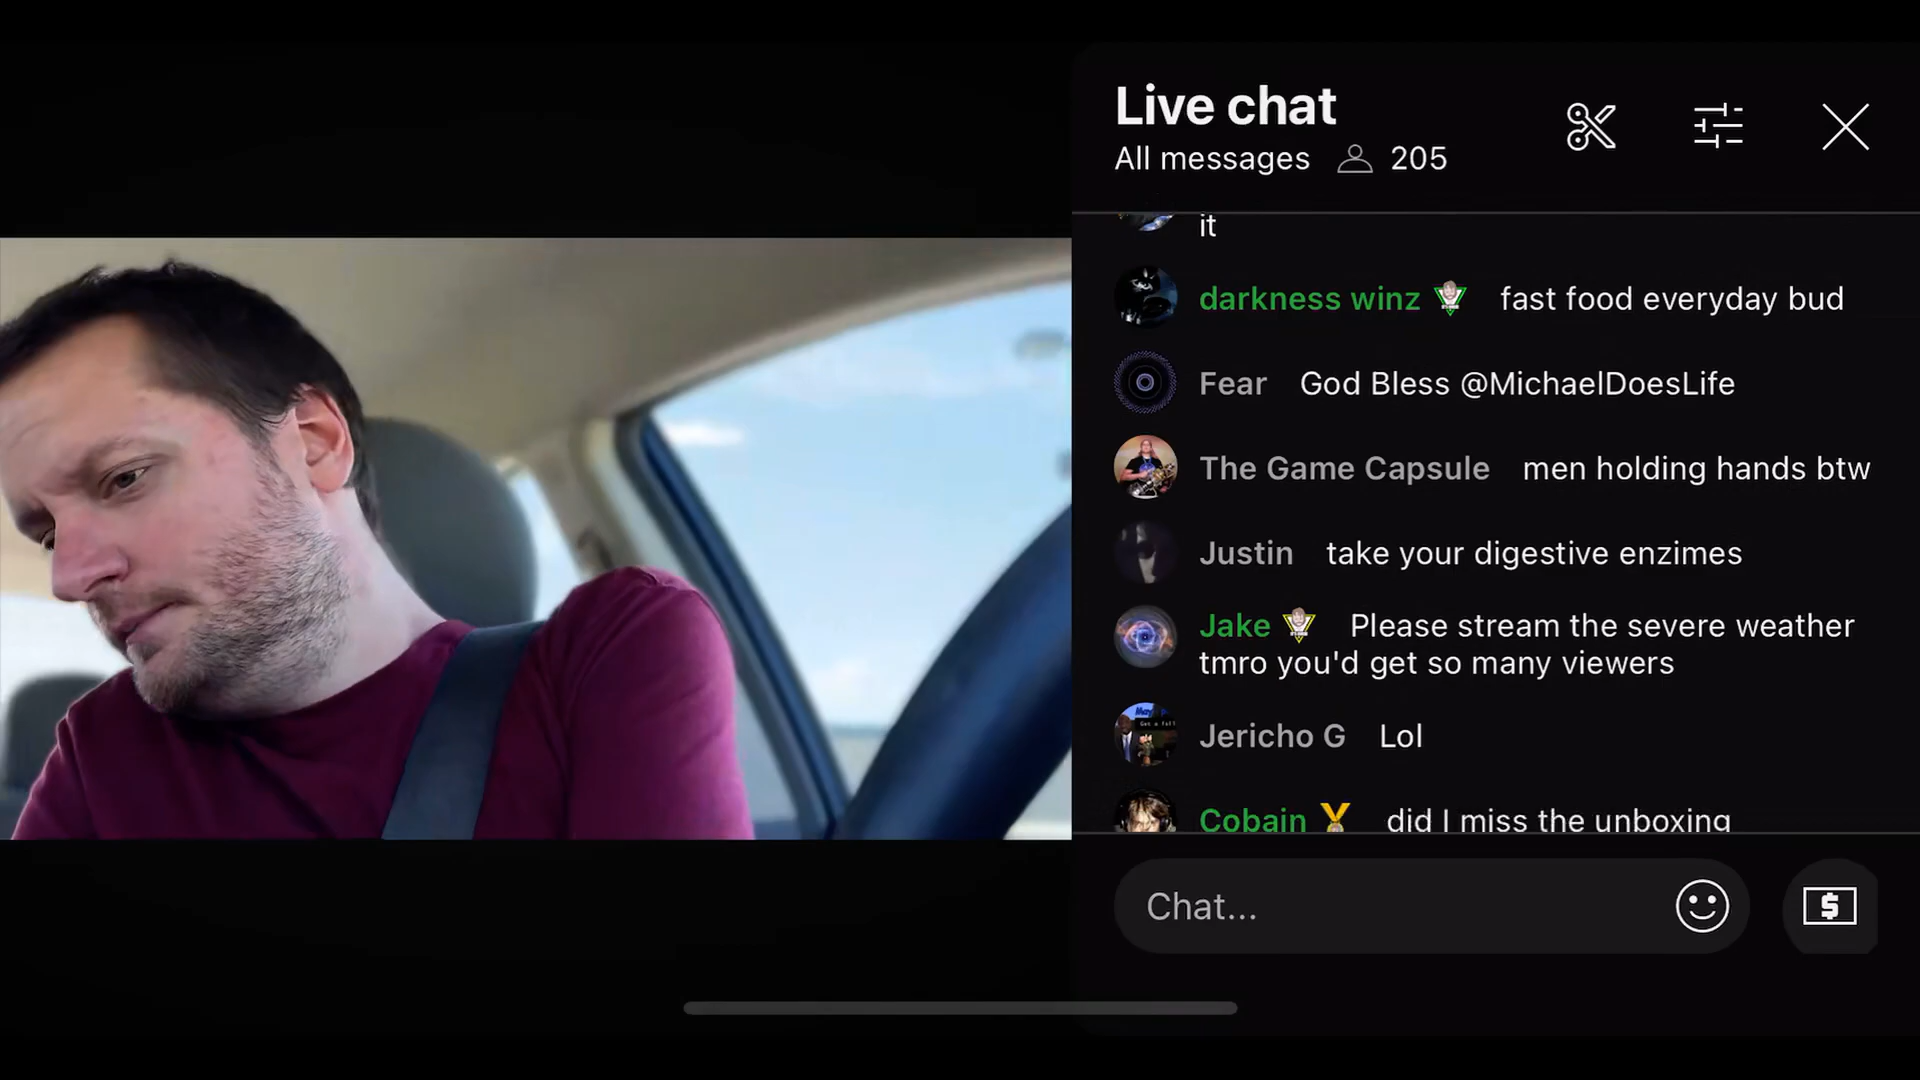 Live chat
All messages 205
it
darkness winz fast food everyday bud
Fear God Bless @MichaelDoesLife
The Game Capsule men holding hands btw
Justin take your digestive enzimes
Jake Please stream the severe weather
tmro you'd get so many viewers
Jericho G Lol
Cobain did I miss the unboxing
Chat...